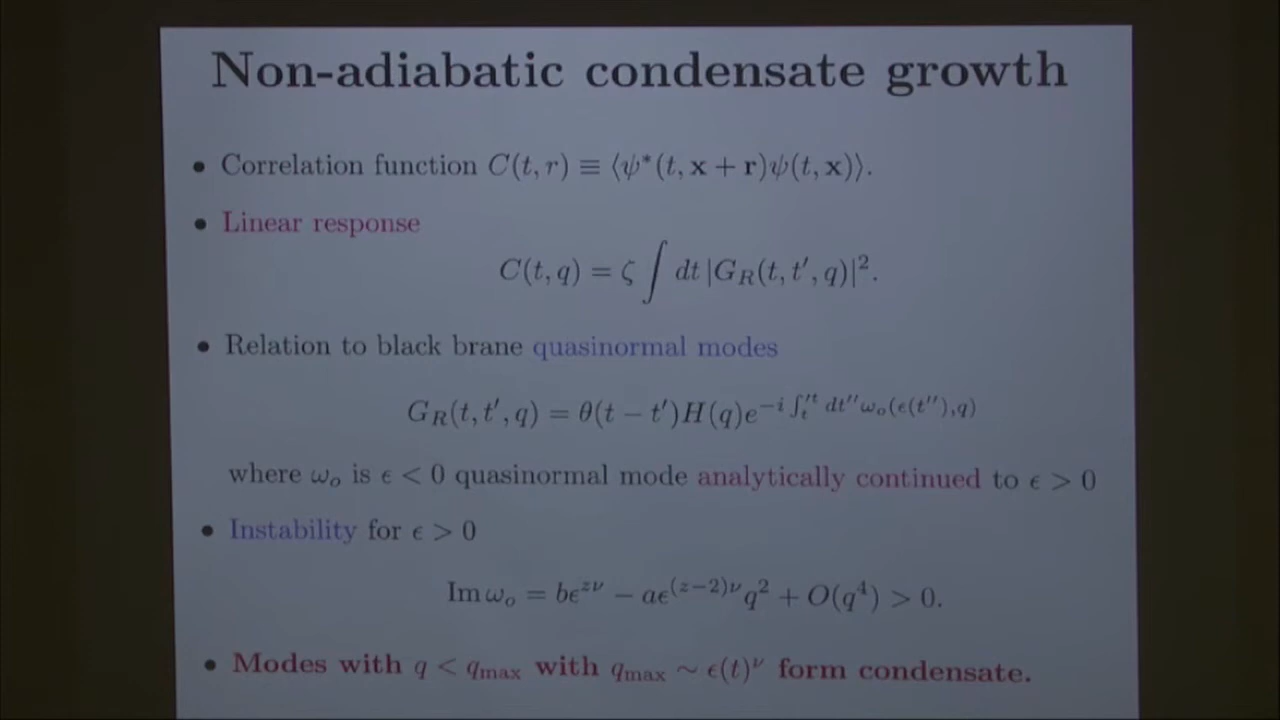 Non-adiabatic condensate growth
• Correlation function C(t, r) ≡ ⟨ψ*(t, x + r)ψ(t, x)⟩.
• Linear response
C(t, q) = ζ ∫ dt |G_R(t, t′, q)|².
• Relation to black brane quasinormal modes
G_R(t, t′, q) = θ(t − t′)H(q)e^{−i ∫_t^{′t} dt″ω_o(ϵ(t″),q)}
where ω_o is ϵ < 0 quasinormal mode analytically continued to ϵ > 0
• Instability for ϵ > 0
Im ω_o = bϵ^{zν} − aϵ^{(z−2)ν}q² + O(q⁴) > 0.
• Modes with q < q_max with q_max ∼ ϵ(t)^ν form condensate.